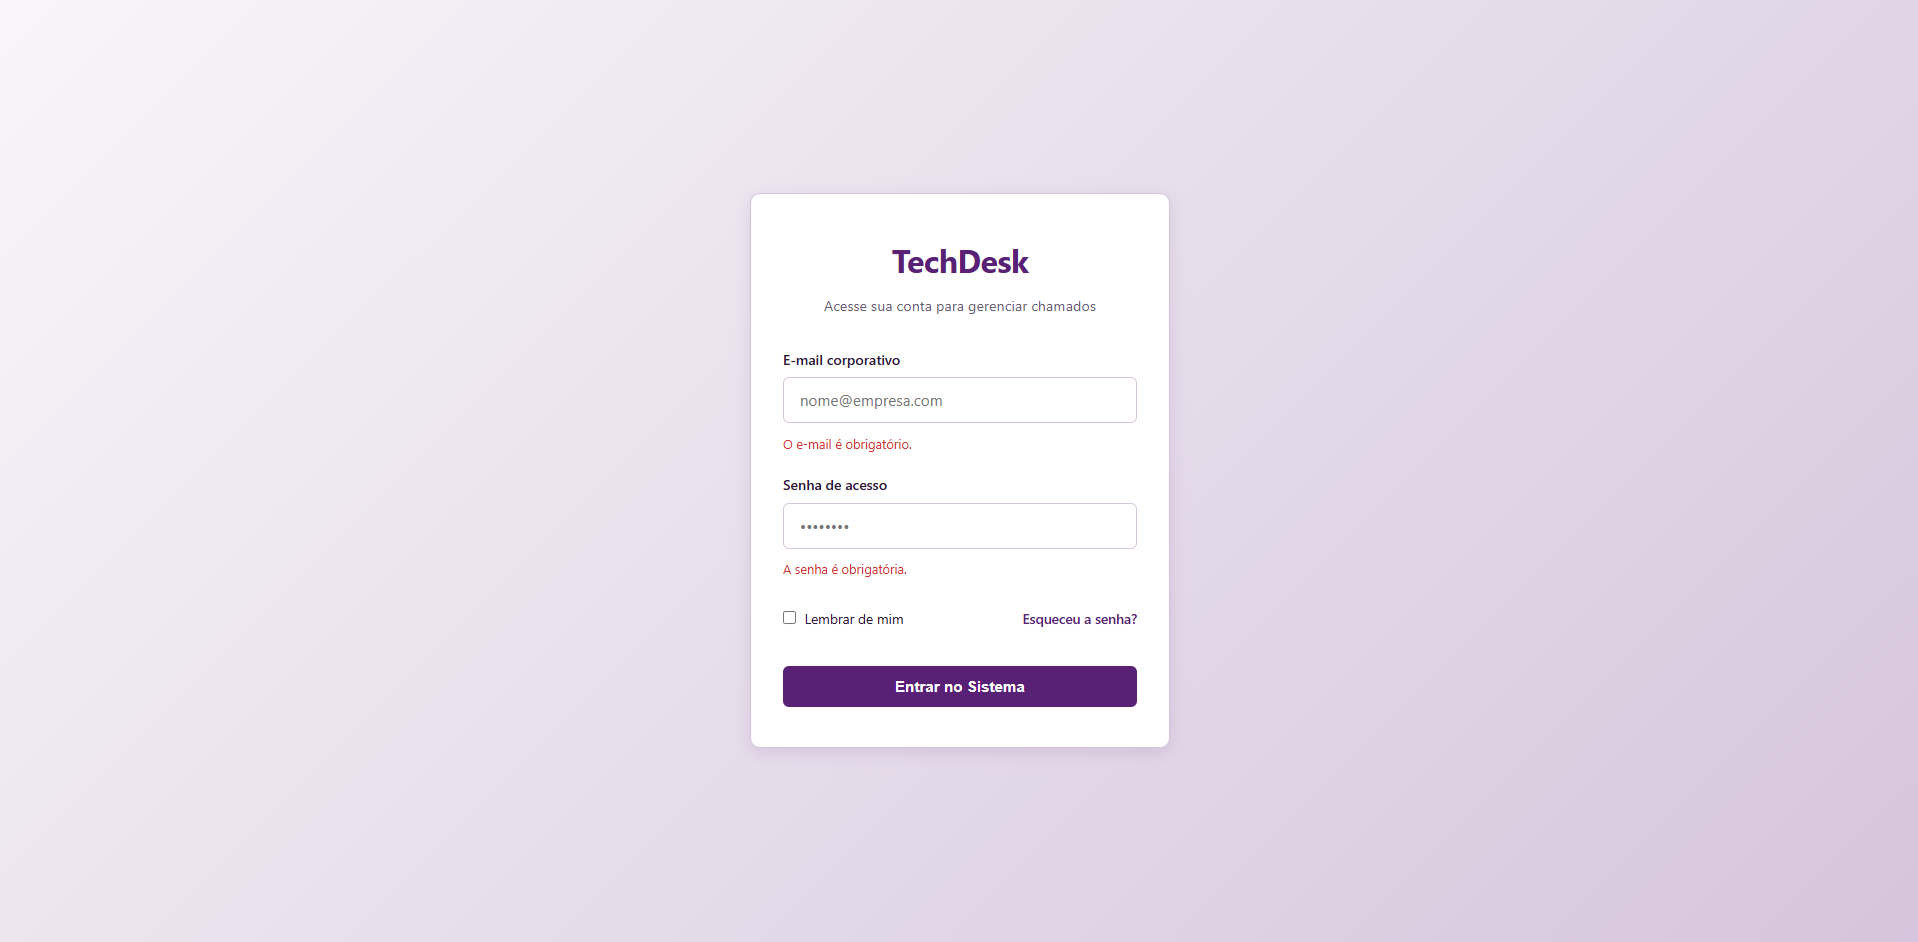 TechDesk
Acesse sua conta para gerenciar chamados
E-mail corporativo
nome@empresa.com
O e-mail é obrigatório.
Senha de acesso
••••••••
A senha é obrigatória.
Lembrar de mim
Esqueceu a senha?
Entrar no Sistema